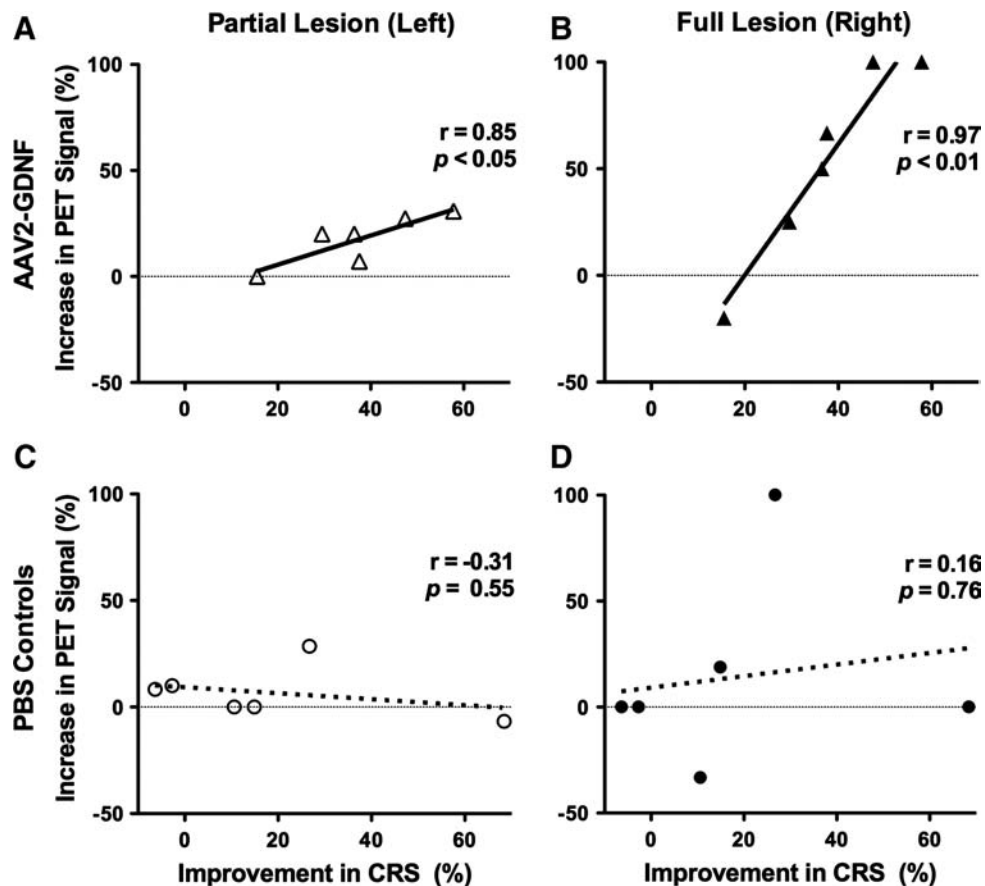 A
Partial Lesion (Left)
B
Full Lesion (Right)
AAV2-GDNF
Increase in PET Signal (%)
100
50
0
-50
r = 0.85
p < 0.05
0
20
40
60
100
50
0
-50
r = 0.97
p < 0.01
0
20
40
60
C
D
PBS Controls
Increase in PET Signal (%)
100
50
0
-50
r = -0.31
p = 0.55
0
20
40
60
Improvement in CRS (%)
100
50
0
-50
r = 0.16
p = 0.76
0
20
40
60
Improvement in CRS (%)